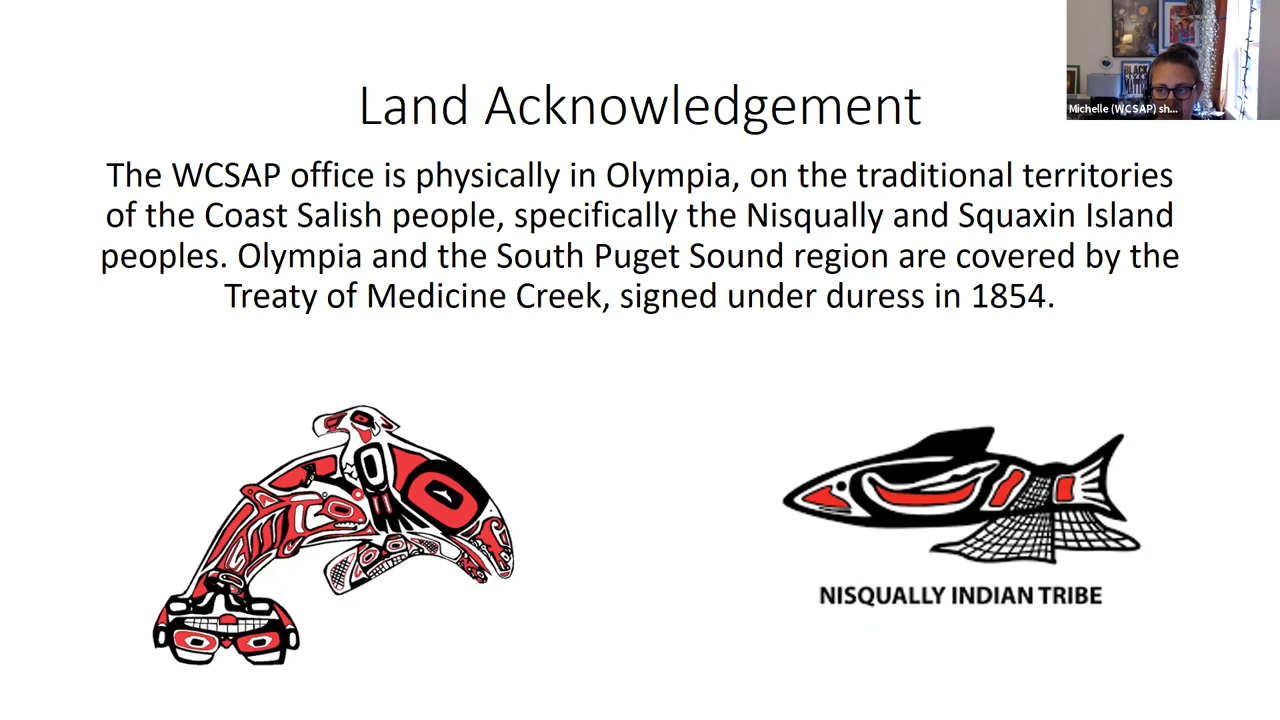 Land Acknowledgement
The WCSAP office is physically in Olympia, on the traditional territories
of the Coast Salish people, specifically the Nisqually and Squaxin Island
peoples. Olympia and the South Puget Sound region are covered by the
Treaty of Medicine Creek, signed under duress in 1854.
NISQUALLY INDIAN TRIBE
BLACK
Michelle (WCSAP) sh...